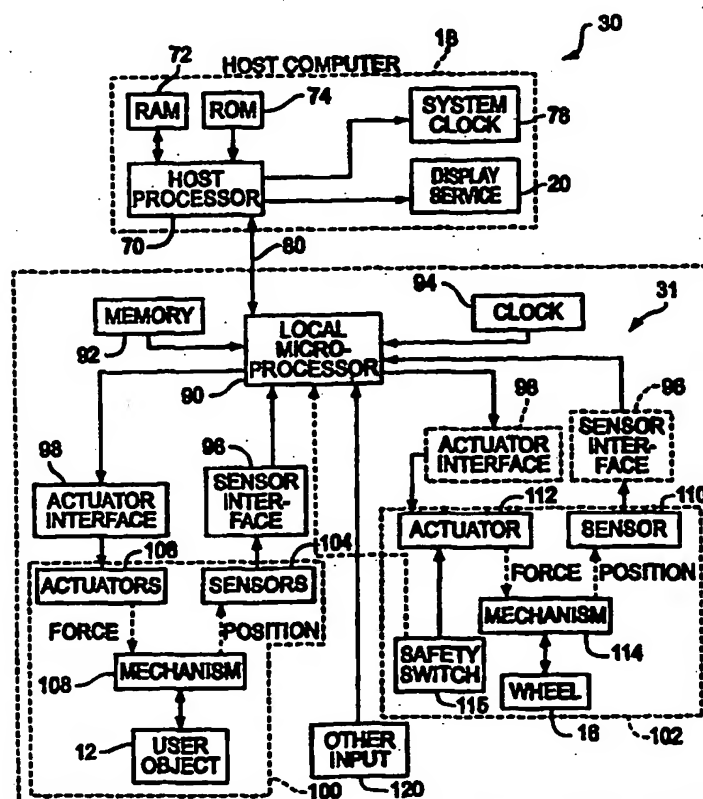 30
18
HOST COMPUTER
72
RAM
ROM
74
SYSTEM
CLOCK
78
HOST
PROCESSOR
70
DISPLAY
SERVICE
20
80
94
CLOCK
31
MEMORY
92
LOCAL
MICRO-
PROCESSOR
90
98
ACTUATOR
INTERFACE
96
SENSOR
INTER-
FACE
98
ACTUATOR
INTERFACE
96
SENSOR
INTER-
FACE
106
ACTUATORS
104
SENSORS
112
ACTUATOR
110
SENSOR
FORCE
POSITION
FORCE
POSITION
108
MECHANISM
MECHANISM
114
SAFETY
SWITCH
115
WHEEL
16
102
12
USER
OBJECT
100
OTHER
INPUT
120